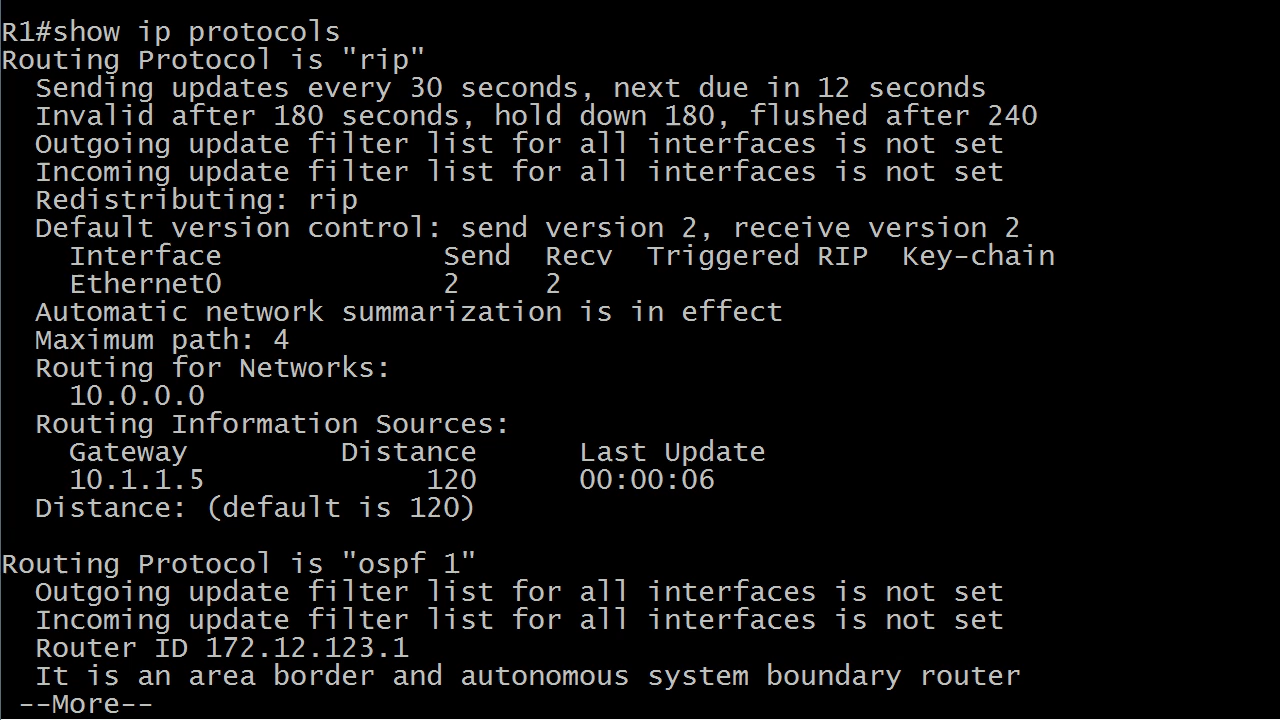 R1#show ip protocols
Routing Protocol is "rip"
  Sending updates every 30 seconds, next due in 12 seconds
  Invalid after 180 seconds, hold down 180, flushed after 240
  Outgoing update filter list for all interfaces is not set
  Incoming update filter list for all interfaces is not set
  Redistributing: rip
  Default version control: send version 2, receive version 2
    Interface             Send  Recv  Triggered RIP  Key-chain
    Ethernet0             2     2
  Automatic network summarization is in effect
  Maximum path: 4
  Routing for Networks:
    10.0.0.0
  Routing Information Sources:
    Gateway         Distance      Last Update
    10.1.1.5             120      00:00:06
  Distance: (default is 120)

Routing Protocol is "ospf 1"
  Outgoing update filter list for all interfaces is not set
  Incoming update filter list for all interfaces is not set
  Router ID 172.12.123.1
  It is an area border and autonomous system boundary router
 --More--